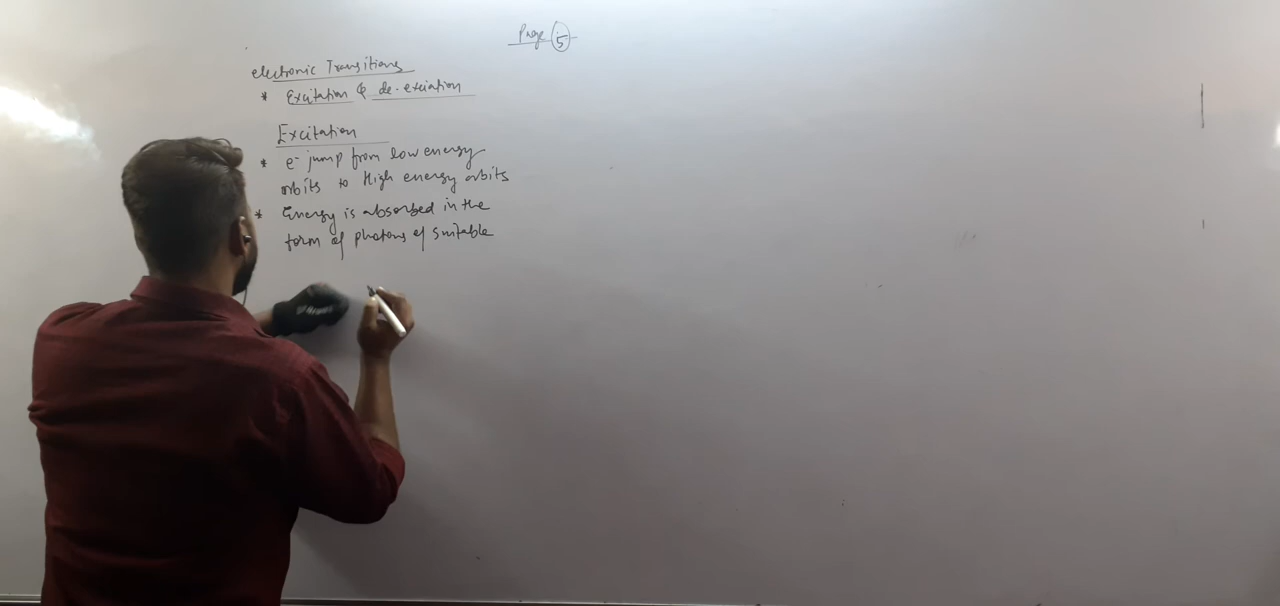 Page 5
electronic Transitions
* Excitation & de-exciation
Excitation
* e- jump from low energy
orbits to High energy orbits
* Energy is absorbed in the
form of photons of suitable